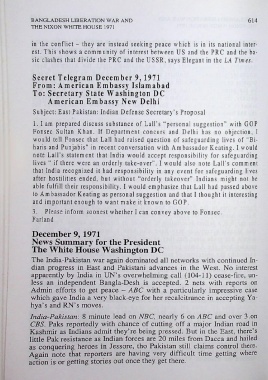 BANGLADESH LIBERATION WAR AND 614
THE NIXON WHITE HOUSE 1971
in the conflict – they are instead seeking peace which is in its national inter-
est. This shows a community of interest between US and PRC and the ba-
sic clashes that divide the PRC and the USSR, says Elegant in the LA Times.
Secret Telegram December 9, 1971
From: American Embassy Islamabad
To: Secretary State Washington DC
American Embassy New Delhi
Subject: East Pakistan: Indian Defense Secretary's Proposal
1. I am prepared discuss substance of Lall's "personal suggestion" with GOP
Fonsec Sultan Khan. If Department concurs and Delhi has no objection, I
would tell Fonsec that Lall had raised question of safeguarding lives of "Bi-
haris and Punjabis" in recent conversation with Ambassador Keating. I would
note Lall's statement that India would accept responsibility for safeguarding
lives "if there were an orderly take-over". I would also note Lall's comment
that India recognized it had responsibility in any event for safeguarding lives
after hostilities ended, but without "orderly takeover" Indians might not be
able fulfill their responsibility. I would emphasize that Lall had passed above
to Ambassador Keating as personal suggestion and that I thought it interesting
and important enough to want make it known to GOP.
3. Please inform soonest whether I can convey above to Fonsec.
Farland
December 9, 1971
News Summary for the President
The White House Washington DC
The India-Pakistan war again dominated all networks with continued In-
dian progress in East and Pakistani advances in the West. No interest
apparently by India in UN's overwhelming call (104-11) cease-fire, un-
less an independent Bangla-Desh is accepted. 2 nets with reports on
Admin efforts to get peace – ABC with a particularly impressive case
which gave India a very black-eye for her recalcitrance in accepting Ya-
hya's and RN's moves.
India-Pakistan: 8 minute lead on NBC, nearly 6 on ABC and over 3 on
CBS. Paks reportedly with chance of cutting off a major Indian road in
Kashmir as Indians admit they're being pressed. But in the East, there's
little Pak resistance as Indian forces are 20 miles from Dacca and hailed
as conquering heroes in Jessore, the Pakistan still claims control there.
Again note that reporters are having very difficult time getting where
action is or getting stories out once they get there.